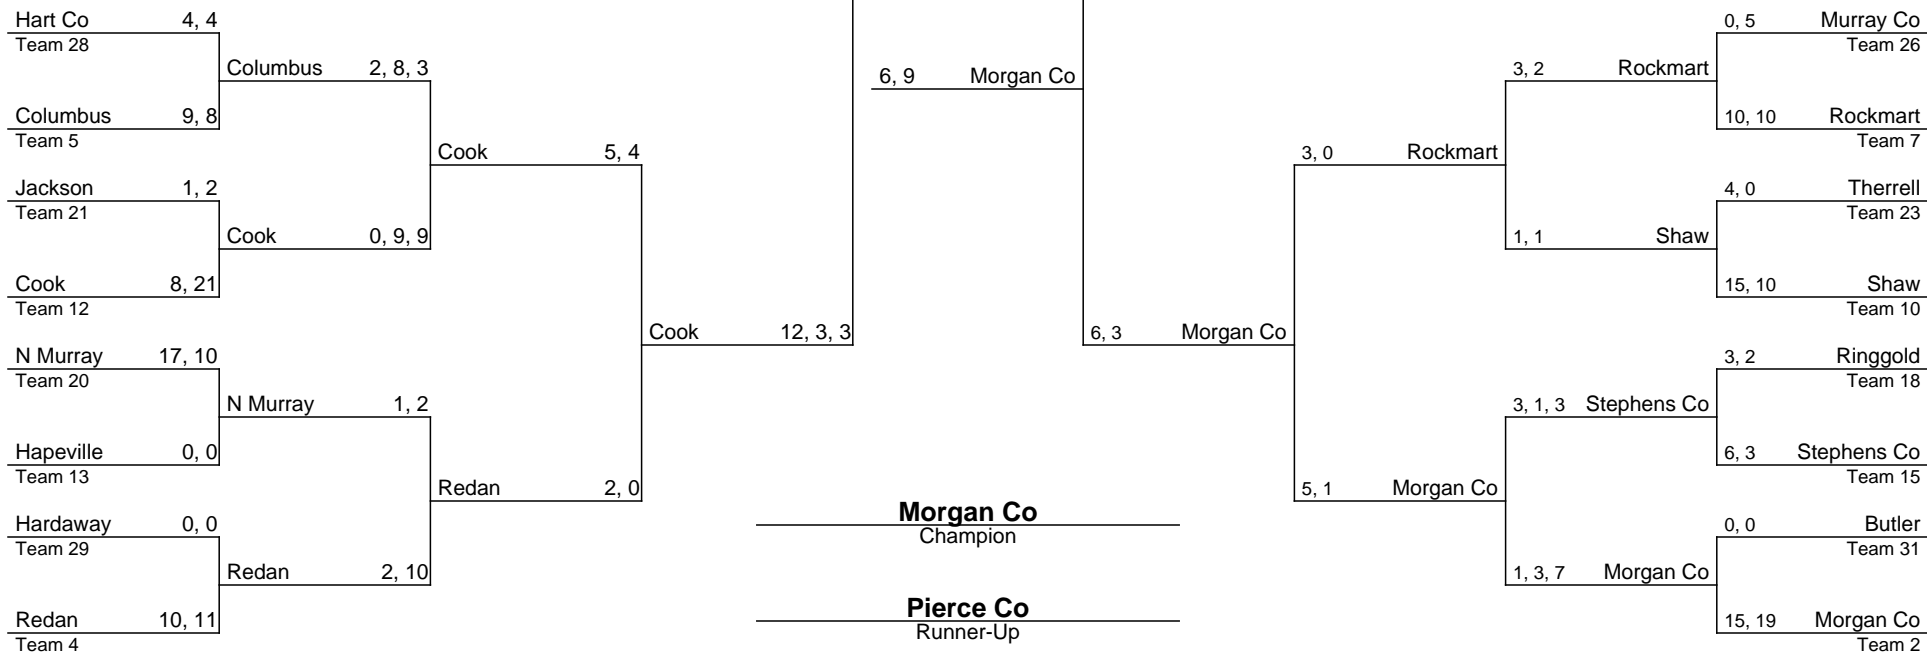 Hart Co 4, 4
Team 28
Columbus 2, 8, 3
Columbus 9, 8
Team 5
Cook 5, 4
Jackson 1, 2
Team 21
Cook 0, 9, 9
Cook 8, 21
Team 12
Cook 12, 3, 3
N Murray 17, 10
Team 20
N Murray 1, 2
Hapeville 0, 0
Team 13
Redan 2, 0
Hardaway 0, 0
Team 29
Redan 2, 10
Redan 10, 11
Team 4
6, 9 Morgan Co
Morgan Co
Champion
Pierce Co
Runner-Up
0, 5 Murray Co
Team 26
3, 2 Rockmart
10, 10 Rockmart
Team 7
3, 0 Rockmart
4, 0 Therrell
Team 23
1, 1 Shaw
15, 10 Shaw
Team 10
6, 3 Morgan Co
3, 2 Ringgold
Team 18
3, 1, 3 Stephens Co
6, 3 Stephens Co
Team 15
5, 1 Morgan Co
0, 0 Butler
Team 31
1, 3, 7 Morgan Co
15, 19 Morgan Co
Team 2